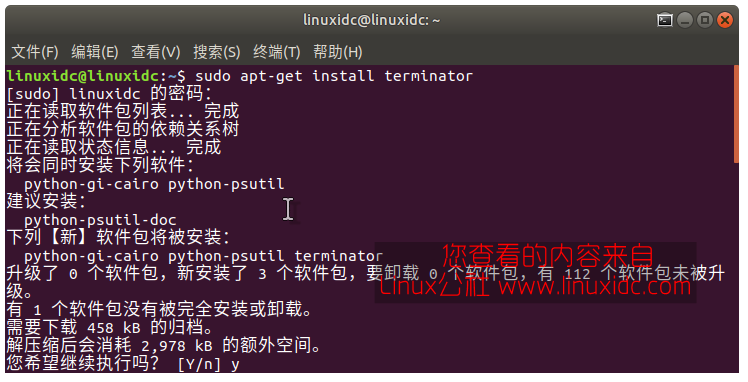 linuxidc@linuxidc: ~
文件(F) 编辑(E) 查看(V) 搜索(S) 终端(T) 帮助(H)
linuxidc@linuxidc:~$ sudo apt-get install terminator
[sudo] linuxidc 的密码：
正在读取软件包列表... 完成
正在分析软件包的依赖关系树
正在读取状态信息... 完成
将会同时安装下列软件：
  python-gi-cairo python-psutil
建议安装：
  python-psutil-doc
下列【新】软件包将被安装：
  python-gi-cairo python-psutil terminator
升级了 0 个软件包，新安装了 3 个软件包，要卸载 0 个软件包，有 112 个软件包未被升
级。
有 1 个软件包没有被完全安装或卸载。
需要下载 458 kB 的归档。
解压缩后会消耗 2,978 kB 的额外空间。
您希望继续执行吗？ [Y/n] y
您查看的内容来自
Linux公社 www.linuxidc.com